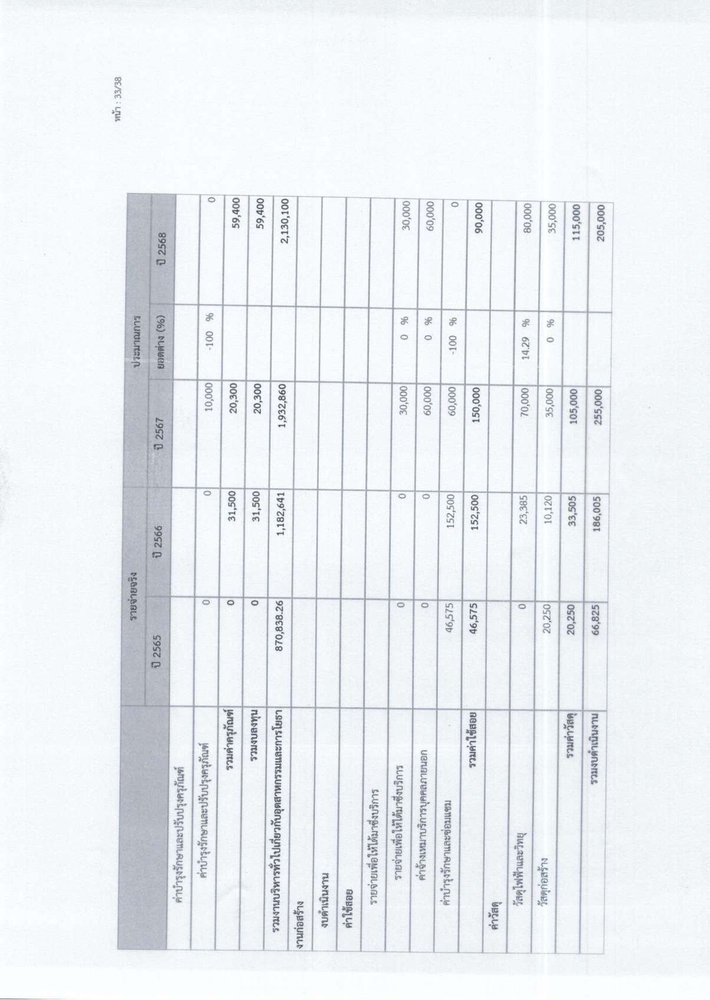 หน้า : 33/38
รายจ่ายจริง ประมาณการ
ปี 2565 ปี 2566 ปี 2567 ยอดต่าง (%) ปี 2568
ค่าบำรุงรักษาและปรับปรุงครุภัณฑ์
ค่าบำรุงรักษาและปรับปรุงครุภัณฑ์ 0 0 10,000 -100 % 0
รวมค่าครุภัณฑ์ 0 31,500 20,300 59,400
รวมงบลงทุน 0 31,500 20,300 59,400
รวมงานบริหารทั่วไปเกี่ยวกับอุตสาหกรรมและการโยธา 870,838.26 1,182,641 1,932,860 2,130,100
งานก่อสร้าง
งบดำเนินงาน
ค่าใช้สอย
รายจ่ายเพื่อให้ได้มาซึ่งบริการ
รายจ่ายเพื่อให้ได้มาซึ่งบริการ 0 0 30,000 0 % 30,000
ค่าจ้างเหมาบริการบุคคลภายนอก 0 0 60,000 0 % 60,000
ค่าบำรุงรักษาและซ่อมแซม 46,575 152,500 60,000 -100 % 0
รวมค่าใช้สอย 46,575 152,500 150,000 90,000
ค่าวัสดุ
วัสดุไฟฟ้าและวิทยุ 0 23,385 70,000 14.29 % 80,000
วัสดุก่อสร้าง 20,250 10,120 35,000 0 % 35,000
รวมค่าวัสดุ 20,250 33,505 105,000 115,000
รวมงบดำเนินงาน 66,825 186,005 255,000 205,000